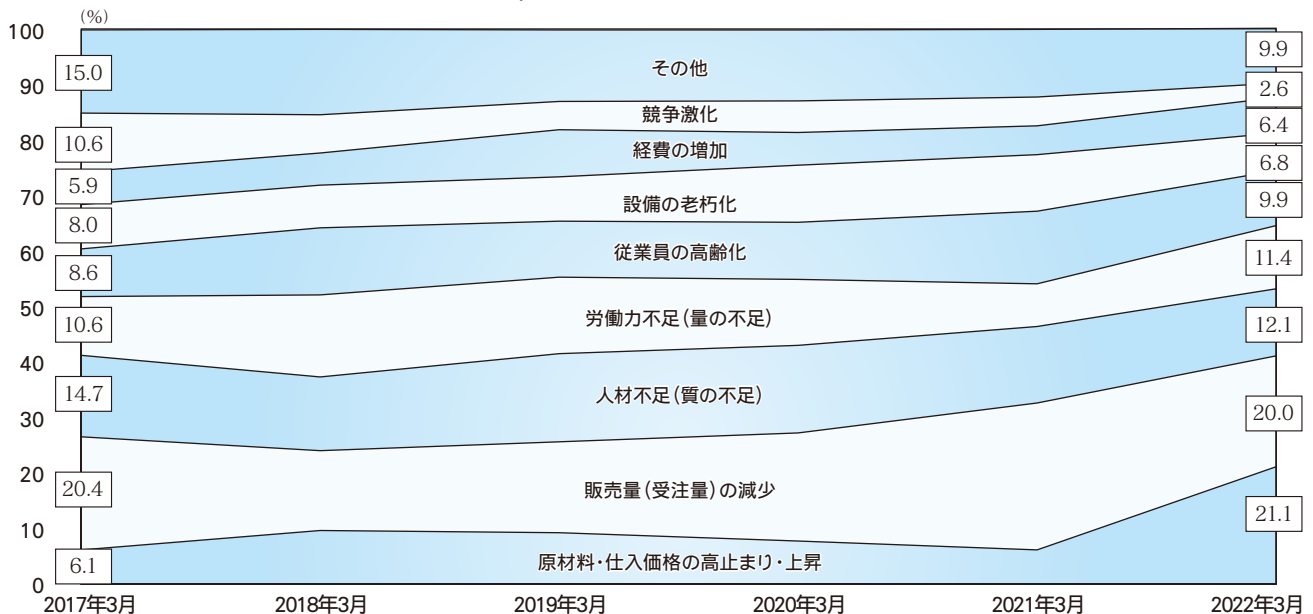 (%)
100
90
80
70
60
50
40
30
20
10
0
15.0
10.6
5.9
8.0
8.6
10.6
14.7
20.4
6.1
その他
競争激化
経費の増加
設備の老朽化
従業員の高齢化
労働力不足(量の不足)
人材不足(質の不足)
販売量(受注量)の減少
原材料・仕入価格の高止まり・上昇
9.9
2.6
6.4
6.8
9.9
11.4
12.1
20.0
21.1
2017年3月
2018年3月
2019年3月
2020年3月
2021年3月
2022年3月